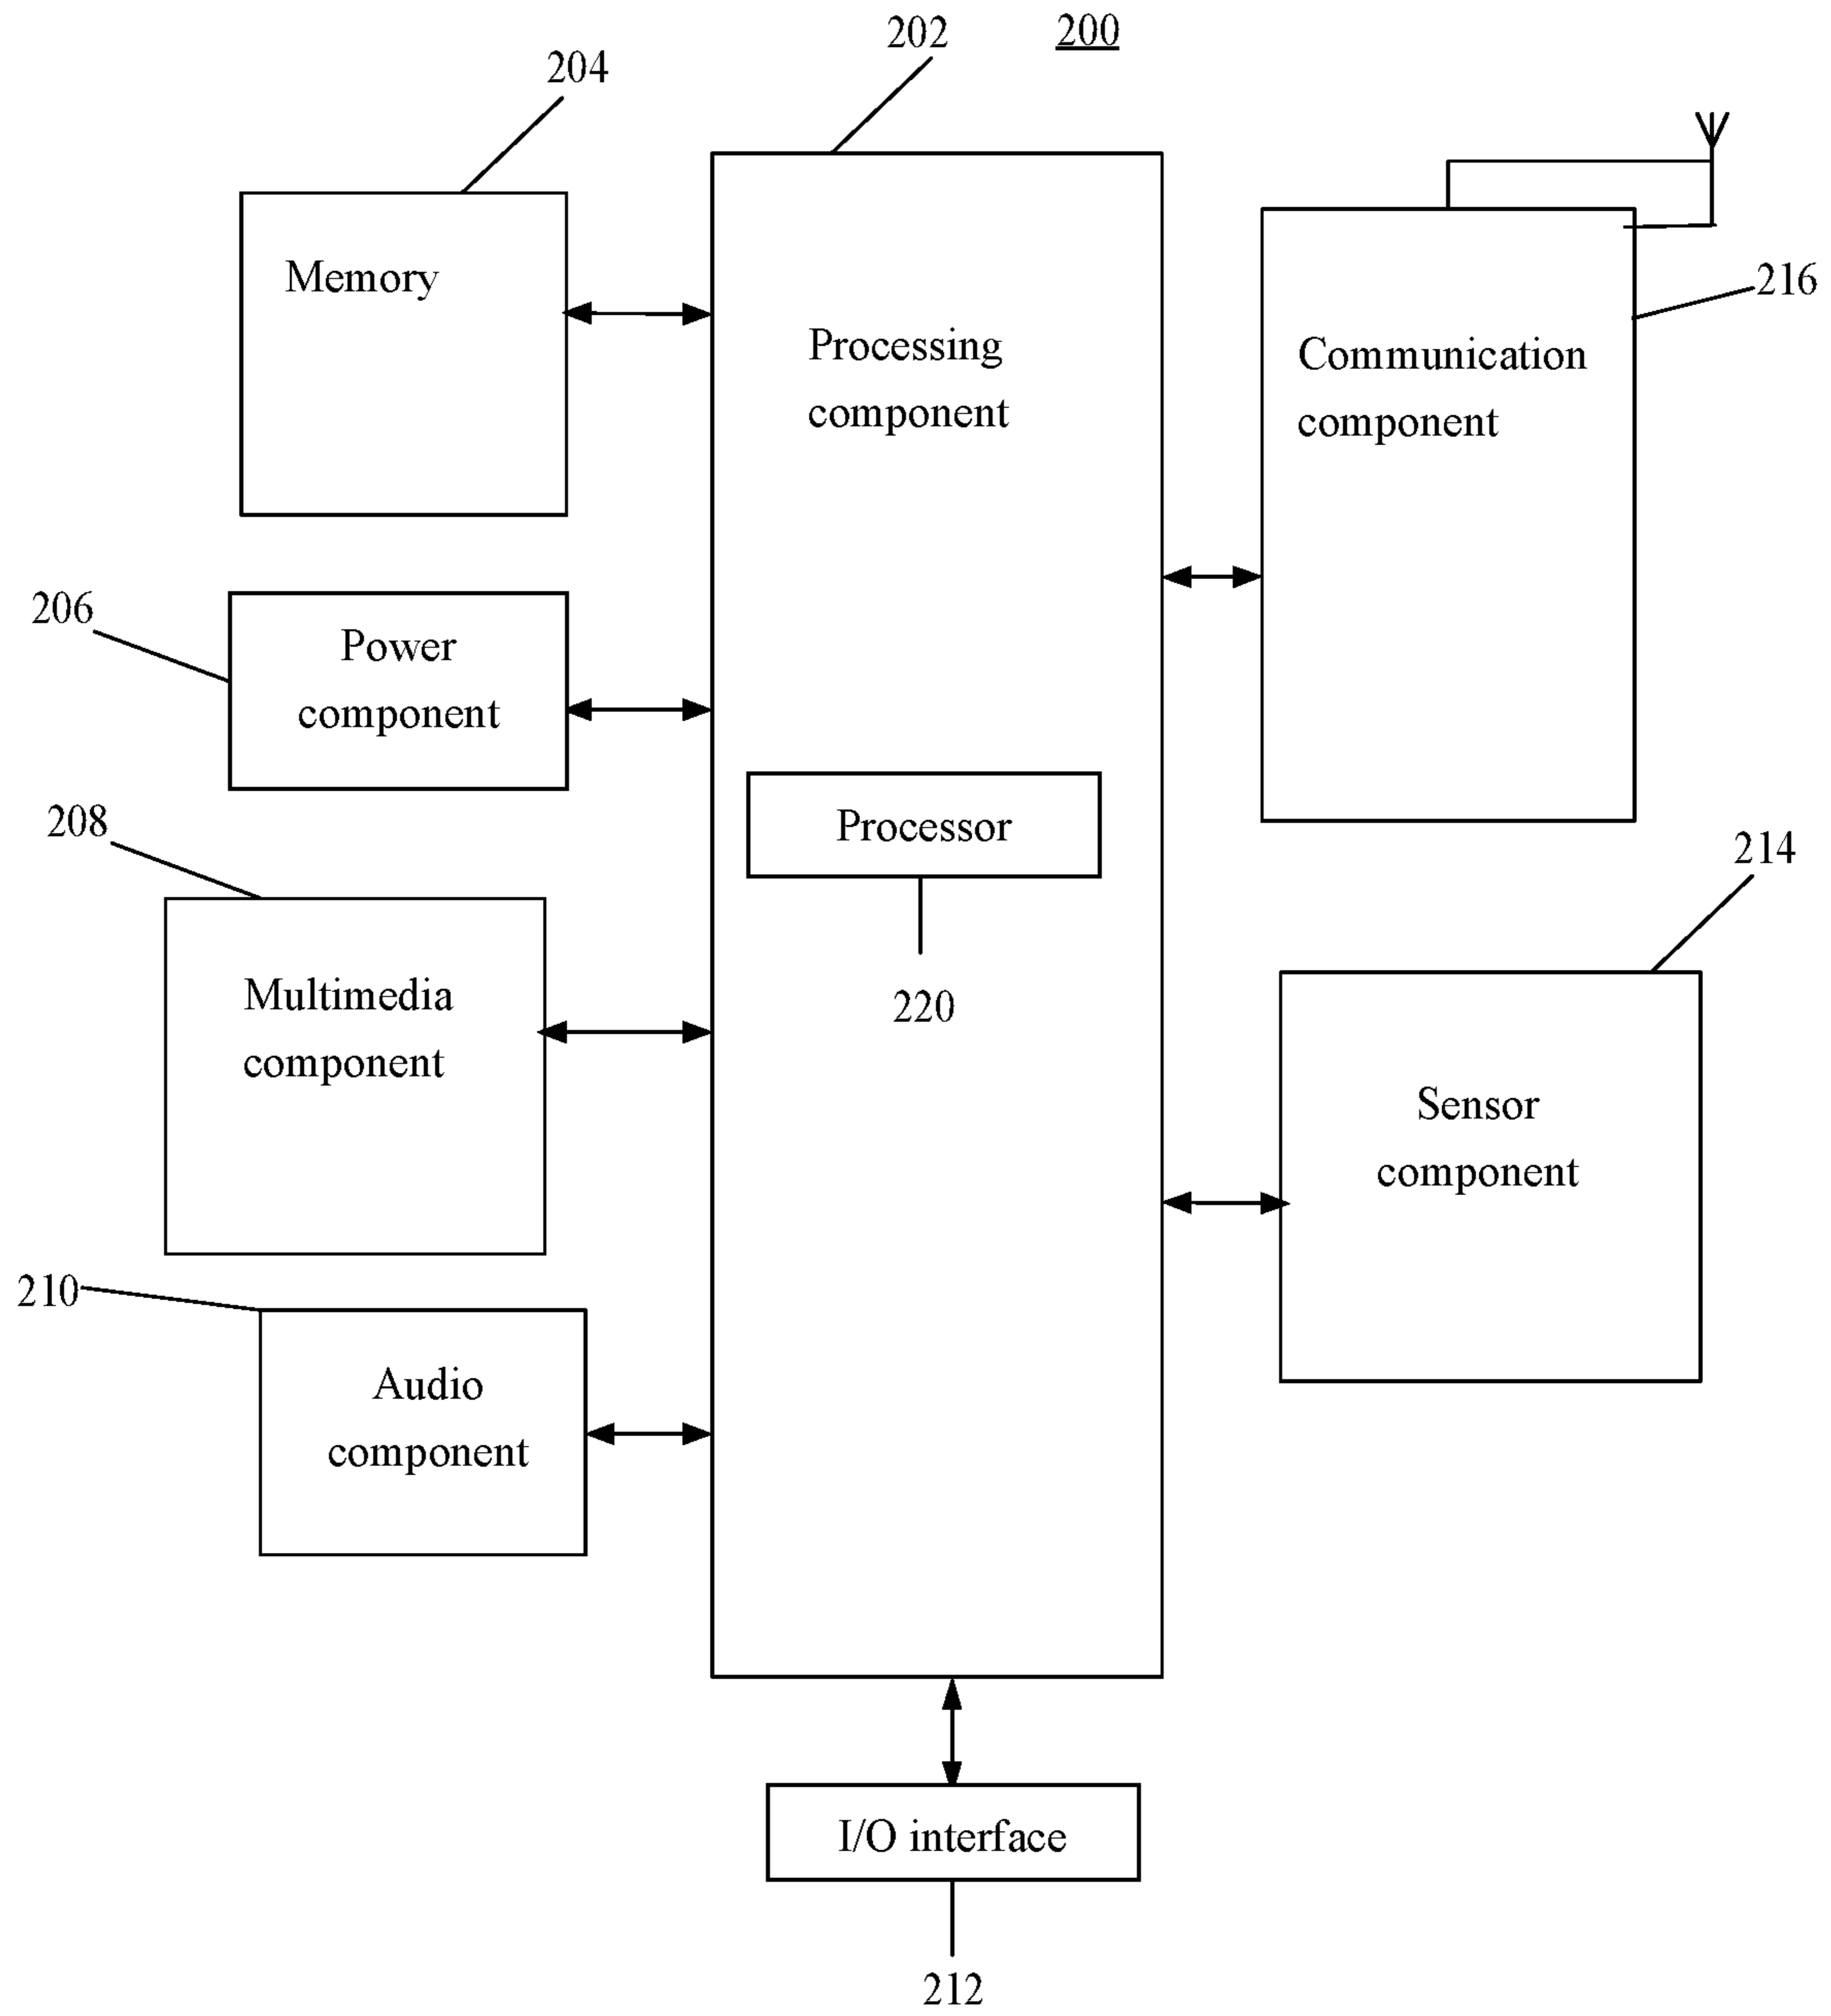 202
200
204
Memory
Processing
component
216
Communication
component
206
Power
component
208
Processor
214
Multimedia
component
220
Sensor
component
210
Audio
component
I/O interface
212